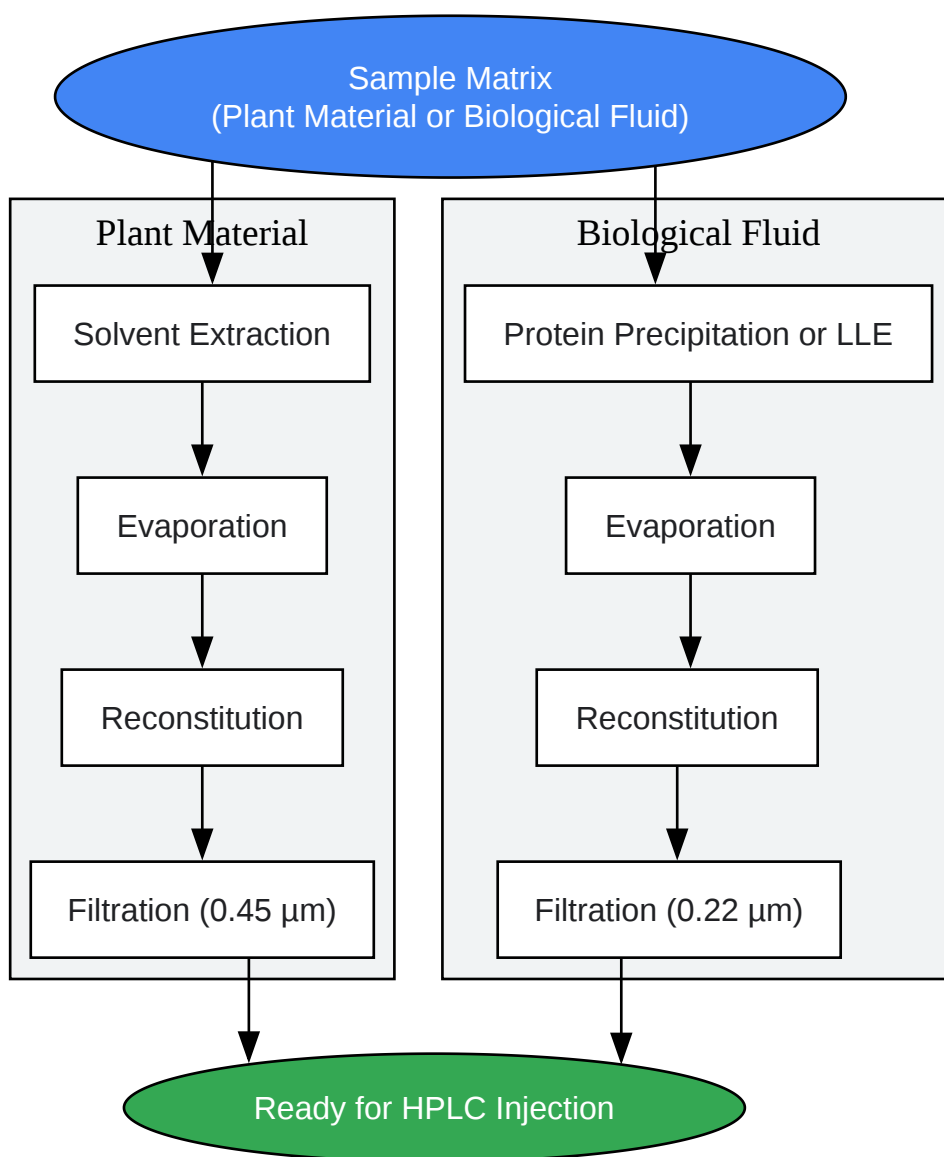 Sample Matrix
(Plant Material or Biological Fluid)
Plant Material
Solvent Extraction
Evaporation
Reconstitution
Filtration (0.45 µm)
Biological Fluid
Protein Precipitation or LLE
Evaporation
Reconstitution
Filtration (0.22 µm)
Ready for HPLC Injection